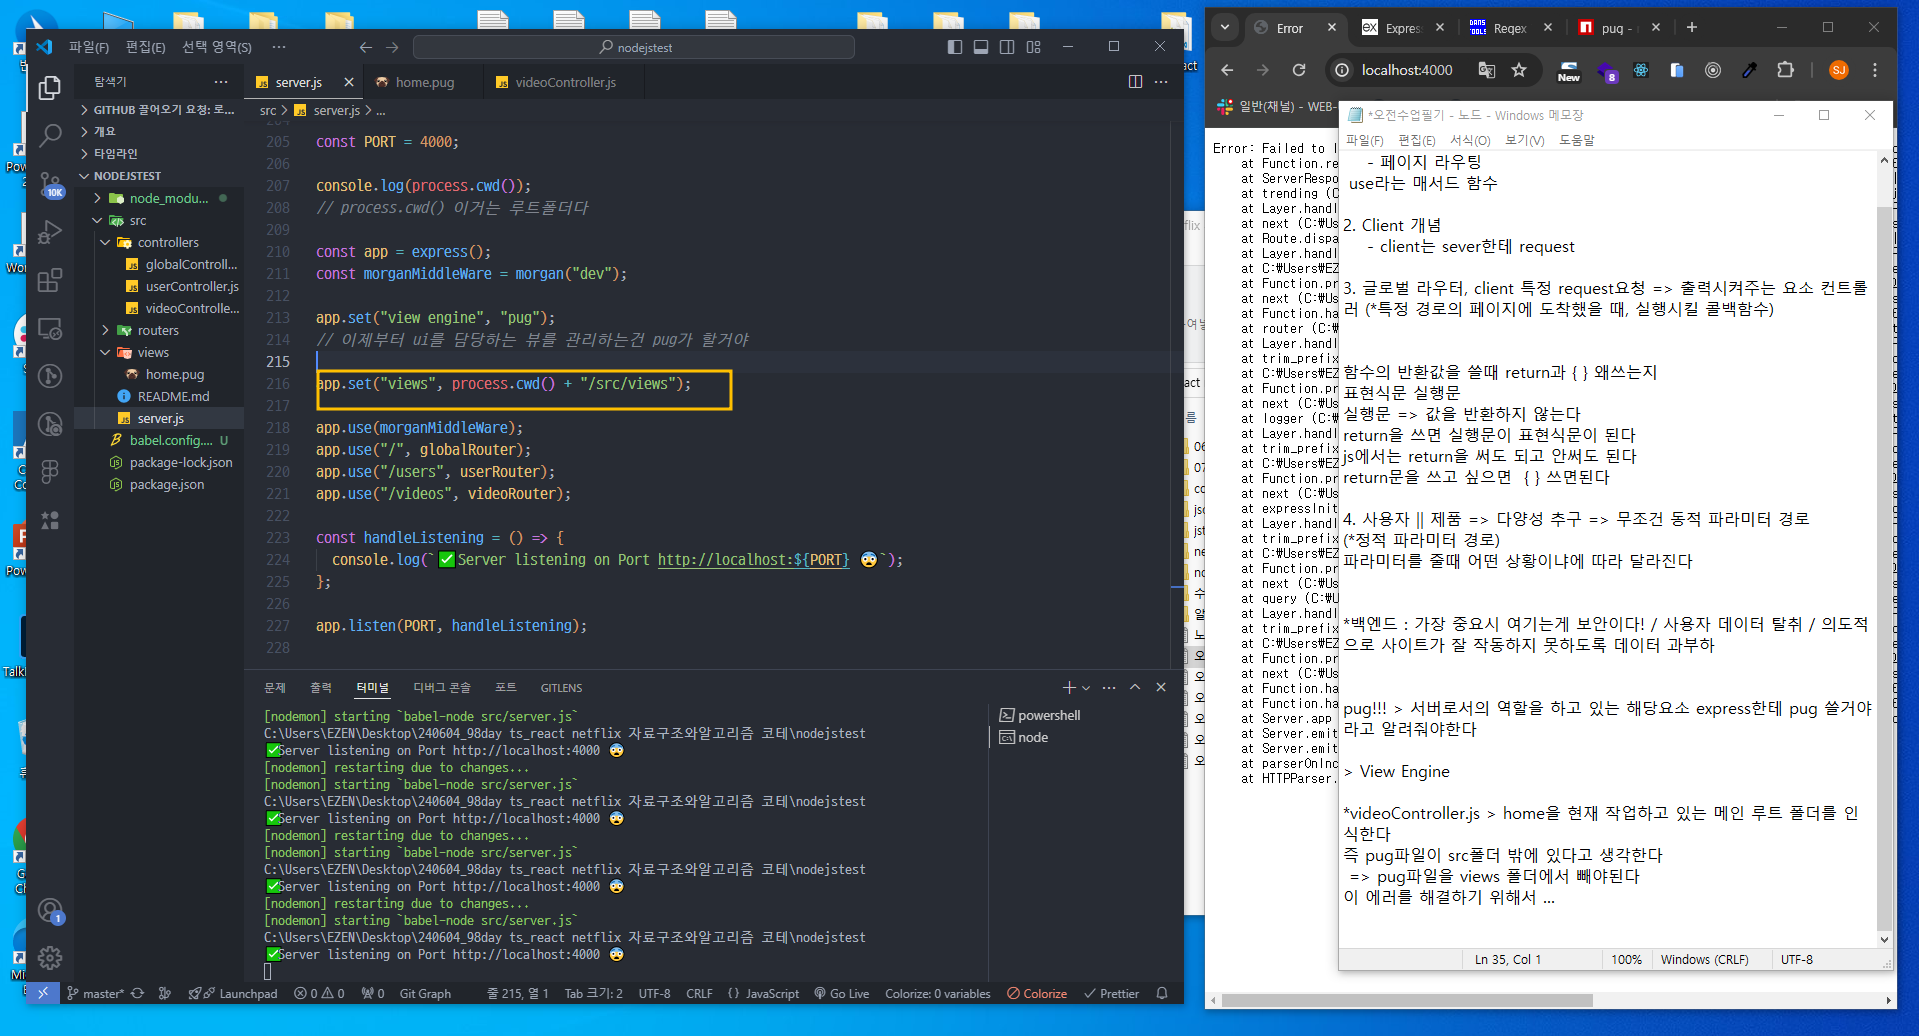 파일(F) 편집(E) 선택 영역(S) ··· nodejstest
탐색기
GITHUB 끌어오기 요청: 로...
개요
타임라인
NODEJSTEST
node_modu...
src
controllers
globalControll...
userController.js
videoControlle...
routers
views
home.pug
README.md
server.js
babel.config.... U
package-lock.json
package.json
10K
1
server.js home.pug videoController.js
src > server.js > ...
205 const PORT = 4000;
206
207 console.log(process.cwd());
208 // process.cwd() 이거는 루트폴더다
209
210 const app = express();
211 const morganMiddleWare = morgan("dev");
212
213 app.set("view engine", "pug");
214 // 이제부터 ui를 담당하는 뷰를 관리하는건 pug가 할거야
215
216 app.set("views", process.cwd() + "/src/views");
217
218 app.use(morganMiddleWare);
219 app.use("/", globalRouter);
220 app.use("/users", userRouter);
221 app.use("/videos", videoRouter);
222
223 const handleListening = () => {
224 console.log(`✅Server listening on Port http://localhost:${PORT} 😨`);
225 };
226
227 app.listen(PORT, handleListening);
228
문제 출력 터미널 디버그 콘솔 포트 GITLENS
[nodemon] starting `babel-node src/server.js`
C:\Users\EZEN\Desktop\240604_98day ts_react netflix 자료구조와알고리즘 코테\nodejstest
✅Server listening on Port http://localhost:4000 😨
[nodemon] restarting due to changes...
[nodemon] starting `babel-node src/server.js`
C:\Users\EZEN\Desktop\240604_98day ts_react netflix 자료구조와알고리즘 코테\nodejstest
✅Server listening on Port http://localhost:4000 😨
[nodemon] restarting due to changes...
[nodemon] starting `babel-node src/server.js`
C:\Users\EZEN\Desktop\240604_98day ts_react netflix 자료구조와알고리즘 코테\nodejstest
✅Server listening on Port http://localhost:4000 😨
[nodemon] restarting due to changes...
[nodemon] starting `babel-node src/server.js`
C:\Users\EZEN\Desktop\240604_98day ts_react netflix 자료구조와알고리즘 코테\nodejstest
✅Server listening on Port http://localhost:4000 😨
powershell
node
master* Launchpad 0 0 0 Git Graph 줄 215, 열 1 Tab 크기: 2 UTF-8 CRLF {} JavaScript Go Live Colorize: 0 variables Colorize Prettier
Error Expres Regex pug -
localhost:4000
New 8 SJ
일반(채널) - WEB-
Error: Failed to l
at Function.re
at ServerRespo
at trending (C
at Layer.handl
at next (C:₩Us
at Route.dispa
at Layer.handl
at C:₩Users₩EZ
at Function.pr
at next (C:₩Us
at Function.ha
at router (C:₩
at Layer.handl
at trim_prefix
at C:₩Users₩EZ
at Function.pr
at next (C:₩Us
at logger (C:₩
at Layer.handl
at trim_prefix
at C:₩Users₩EZ
at Function.pr
at next (C:₩Us
at expressInit
at Layer.handl
at trim_prefix
at C:₩Users₩EZ
at Function.pr
at next (C:₩Us
at query (C:₩U
at Layer.handl
at trim_prefix
at C:₩Users₩EZ
at Function.pr
at next (C:₩Us
at Function.ha
at Function.ha
at Server.app
at Server.emit
at Server.emit
at parserOnInc
at HTTPParser.
*오전수업필기 - 노드 - Windows 메모장
파일(F) 편집(E) 서식(O) 보기(V) 도움말
- 페이지 라우팅
use라는 매서드 함수
2. Client 개념
- client는 sever한테 request
3. 글로벌 라우터, client 특정 request요청 => 출력시켜주는 요소 컨트롤
러 (*특정 경로의 페이지에 도착했을 때, 실행시킬 콜백함수)
함수의 반환값을 쓸때 return과 { } 왜쓰는지
표현식문 실행문
실행문 => 값을 반환하지 않는다
return을 쓰면 실행문이 표현식문이 된다
js에서는 return을 써도 되고 안써도 된다
return문을 쓰고 싶으면 { } 쓰면된다
4. 사용자 || 제품 => 다양성 추구 => 무조건 동적 파라미터 경로
(*정적 파라미터 경로)
파라미터를 줄때 어떤 상황이냐에 따라 달라진다
*백엔드 : 가장 중요시 여기는게 보안이다! / 사용자 데이터 탈취 / 의도적
으로 사이트가 잘 작동하지 못하도록 데이터 과부하
pug!!! > 서버로서의 역할을 하고 있는 해당요소 express한테 pug 쓸거야
라고 알려줘야한다
> View Engine
*videoController.js > home을 현재 작업하고 있는 메인 루트 폴더를 인
식한다
즉 pug파일이 src폴더 밖에 있다고 생각한다
=> pug파일을 views 폴더에서 빼야된다
이 에러를 해결하기 위해서 ...
Ln 35, Col 1 100% Windows (CRLF) UTF-8